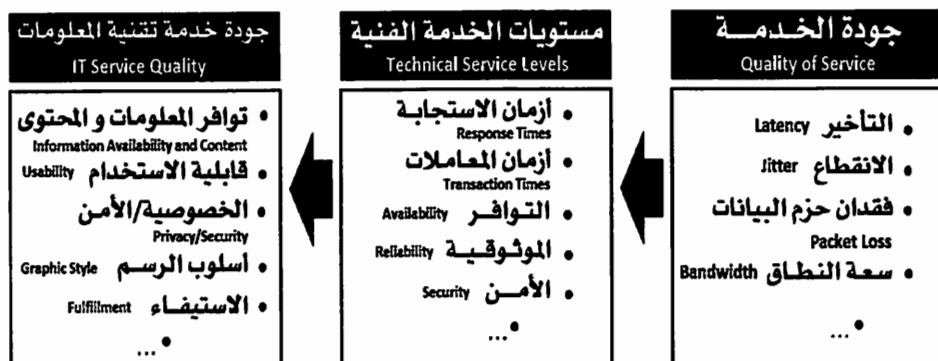 جودة الخدمــة
Quality of Service
• التأخير Latency
• الانقطاع Jitter
• فقدان حزم البيانات
Packet Loss
• سعة النطاق Bandwidth
• ...
مستويات الخدمة الفنية
Technical Service Levels
• أزمان الاستجابة
Response Times
• أزمان المعاملات
Transaction Times
• التوافر Availability
• الموثوقية Reliability
• الأمن Security
• ...
جودة خدمة تقنية المعلومات
IT Service Quality
• توافر المعلومات و المحتوى
Information Availability and Content
• قابلية الاستخدام Usability
• الخصوصية/الأمن
Privacy/Security
• أسلوب الرسم Graphic Style
• الاستيفاء Fulfillment
• ...